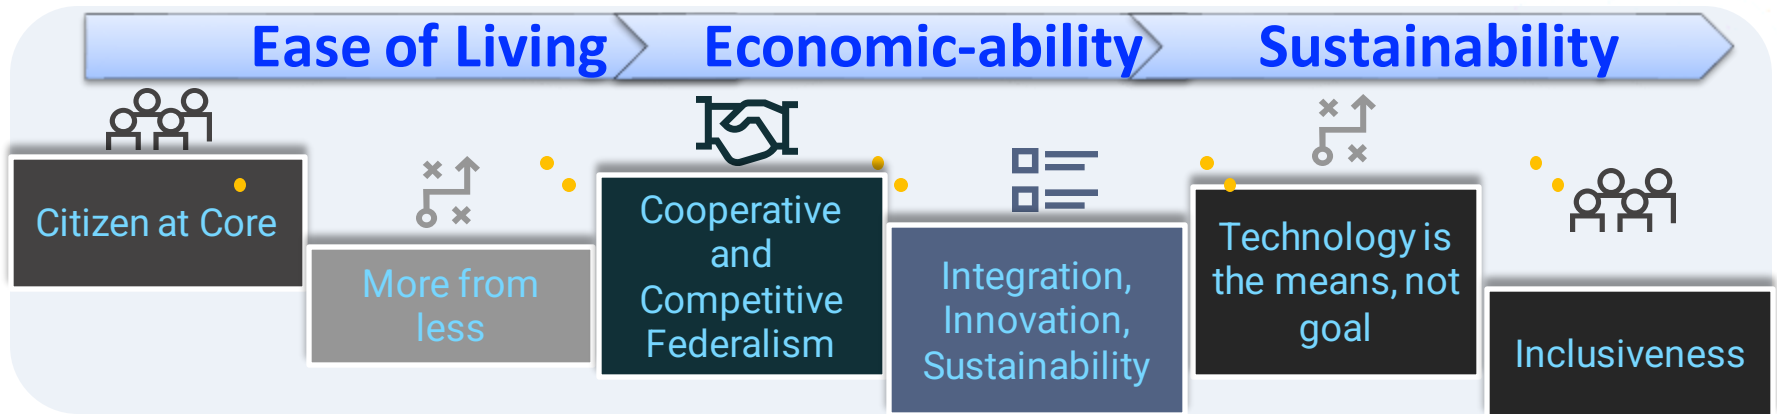 Ease of Living
Economic-ability
Sustainability
Citizen at Core
More from
less
Cooperative
and
Competitive
Federalism
Integration,
Innovation,
Sustainability
Technology is
the means, not
goal
Inclusiveness